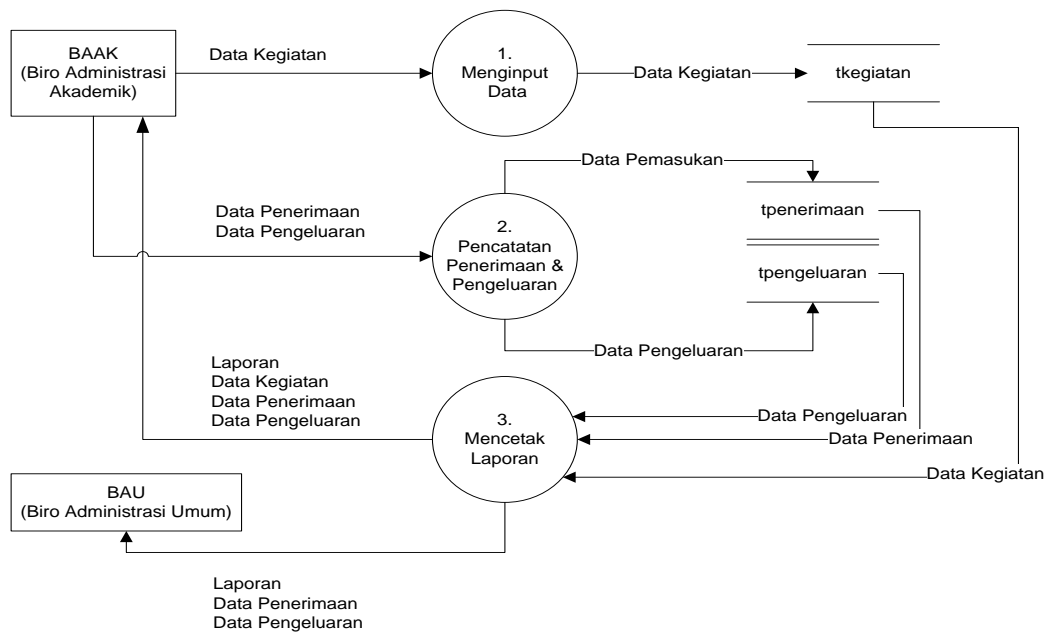 BAAK
(Biro Administrasi
Akademik)
Data Kegiatan
1.
Menginput
Data
Data Kegiatan
tkegiatan
Data Pemasukan
tpenerimaan
Data Penerimaan
Data Pengeluaran
2.
Pencatatan
Penerimaan &
Pengeluaran
tpengeluaran
Data Pengeluaran
Laporan
Data Kegiatan
Data Penerimaan
Data Pengeluaran
3.
Mencetak
Laporan
Data Pengeluaran
Data Penerimaan
Data Kegiatan
BAU
(Biro Administrasi Umum)
Laporan
Data Penerimaan
Data Pengeluaran